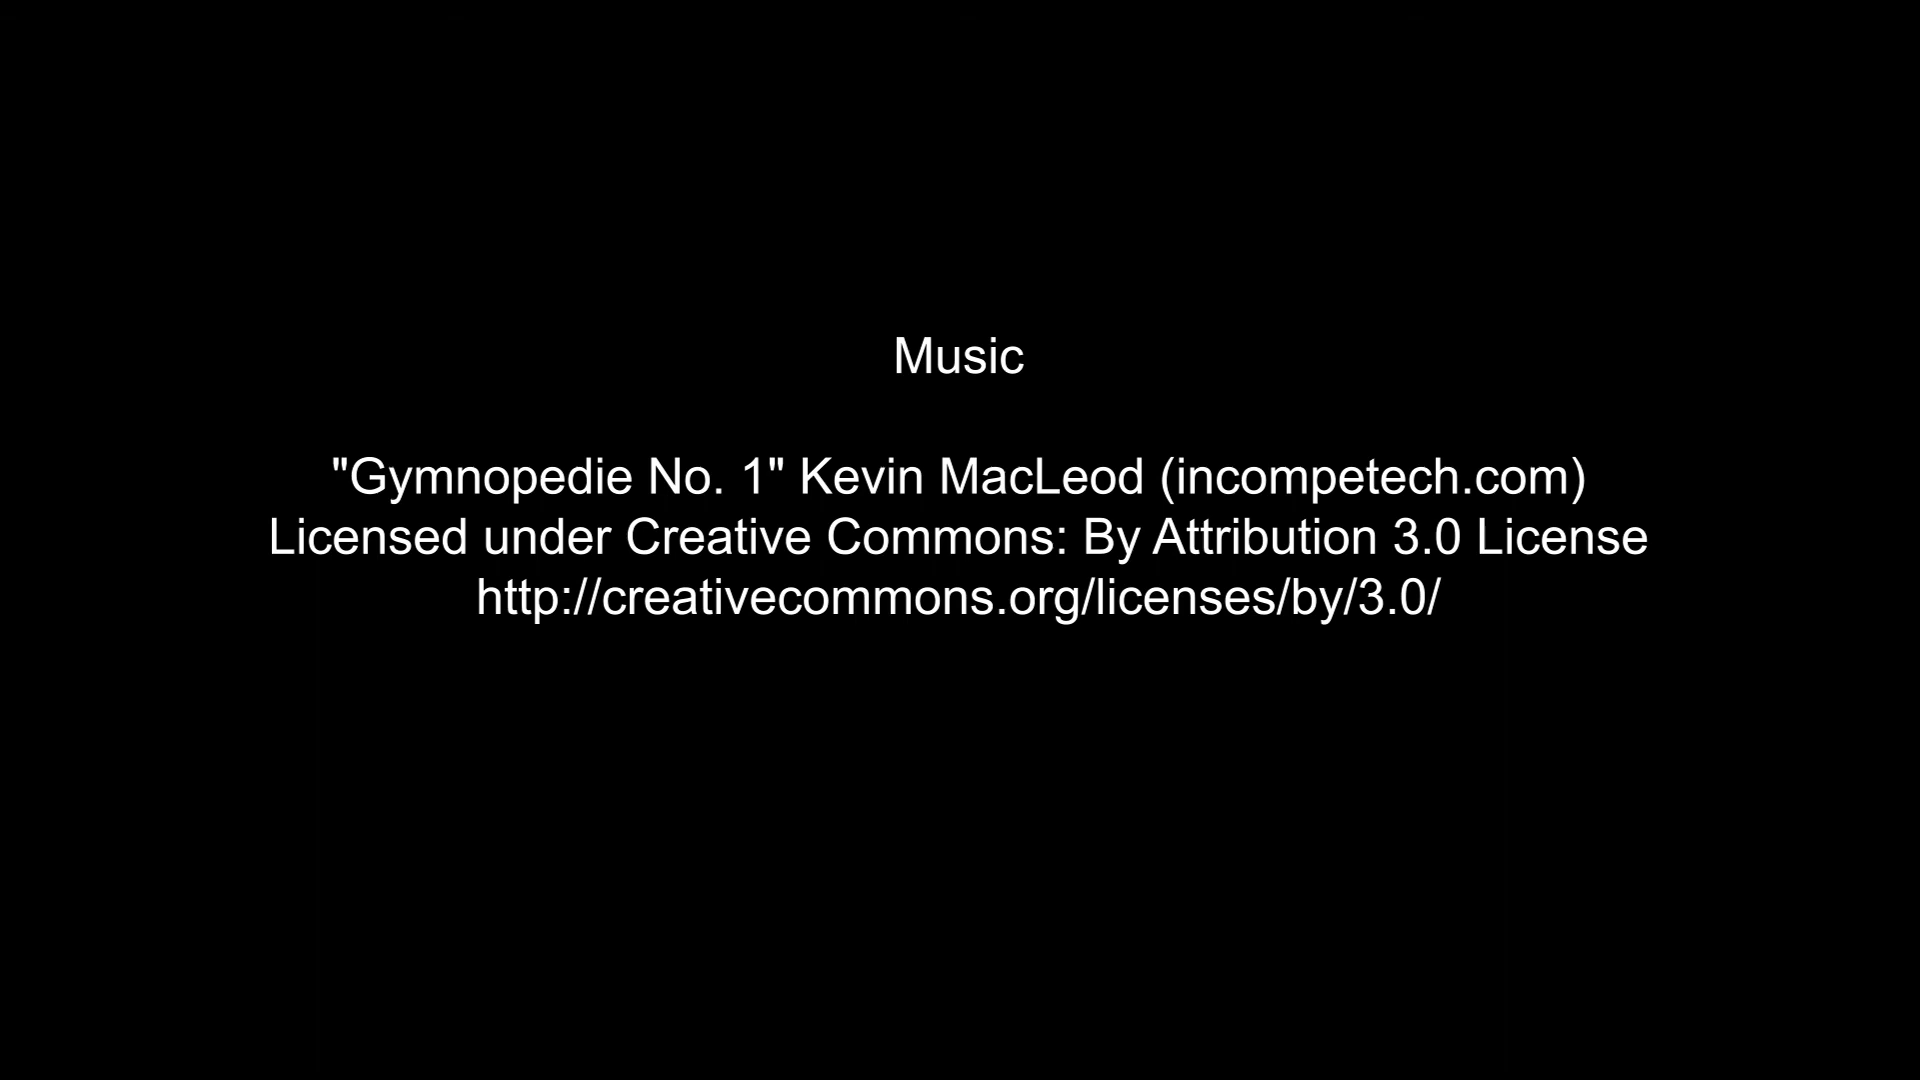 Music
"Gymnopedie No. 1" Kevin MacLeod (incompetech.com)
Licensed under Creative Commons: By Attribution 3.0 License
http://creativecommons.org/licenses/by/3.0/